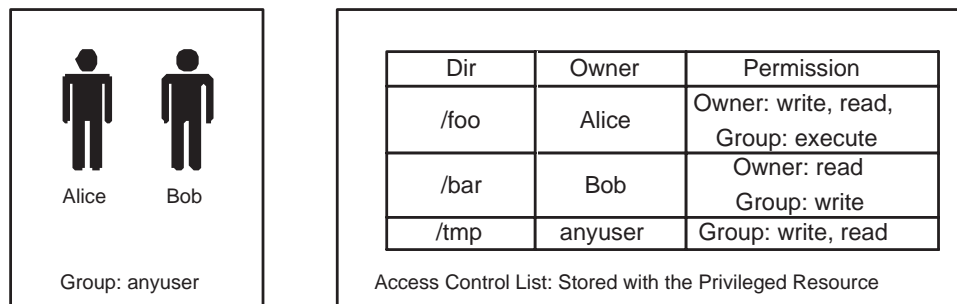 Alice Bob
Group: anyuser
Dir Owner Permission
/foo Alice Owner: write, read,
Group: execute
/bar Bob Owner: read
Group: write
/tmp anyuser Group: write, read
Access Control List: Stored with the Privileged Resource